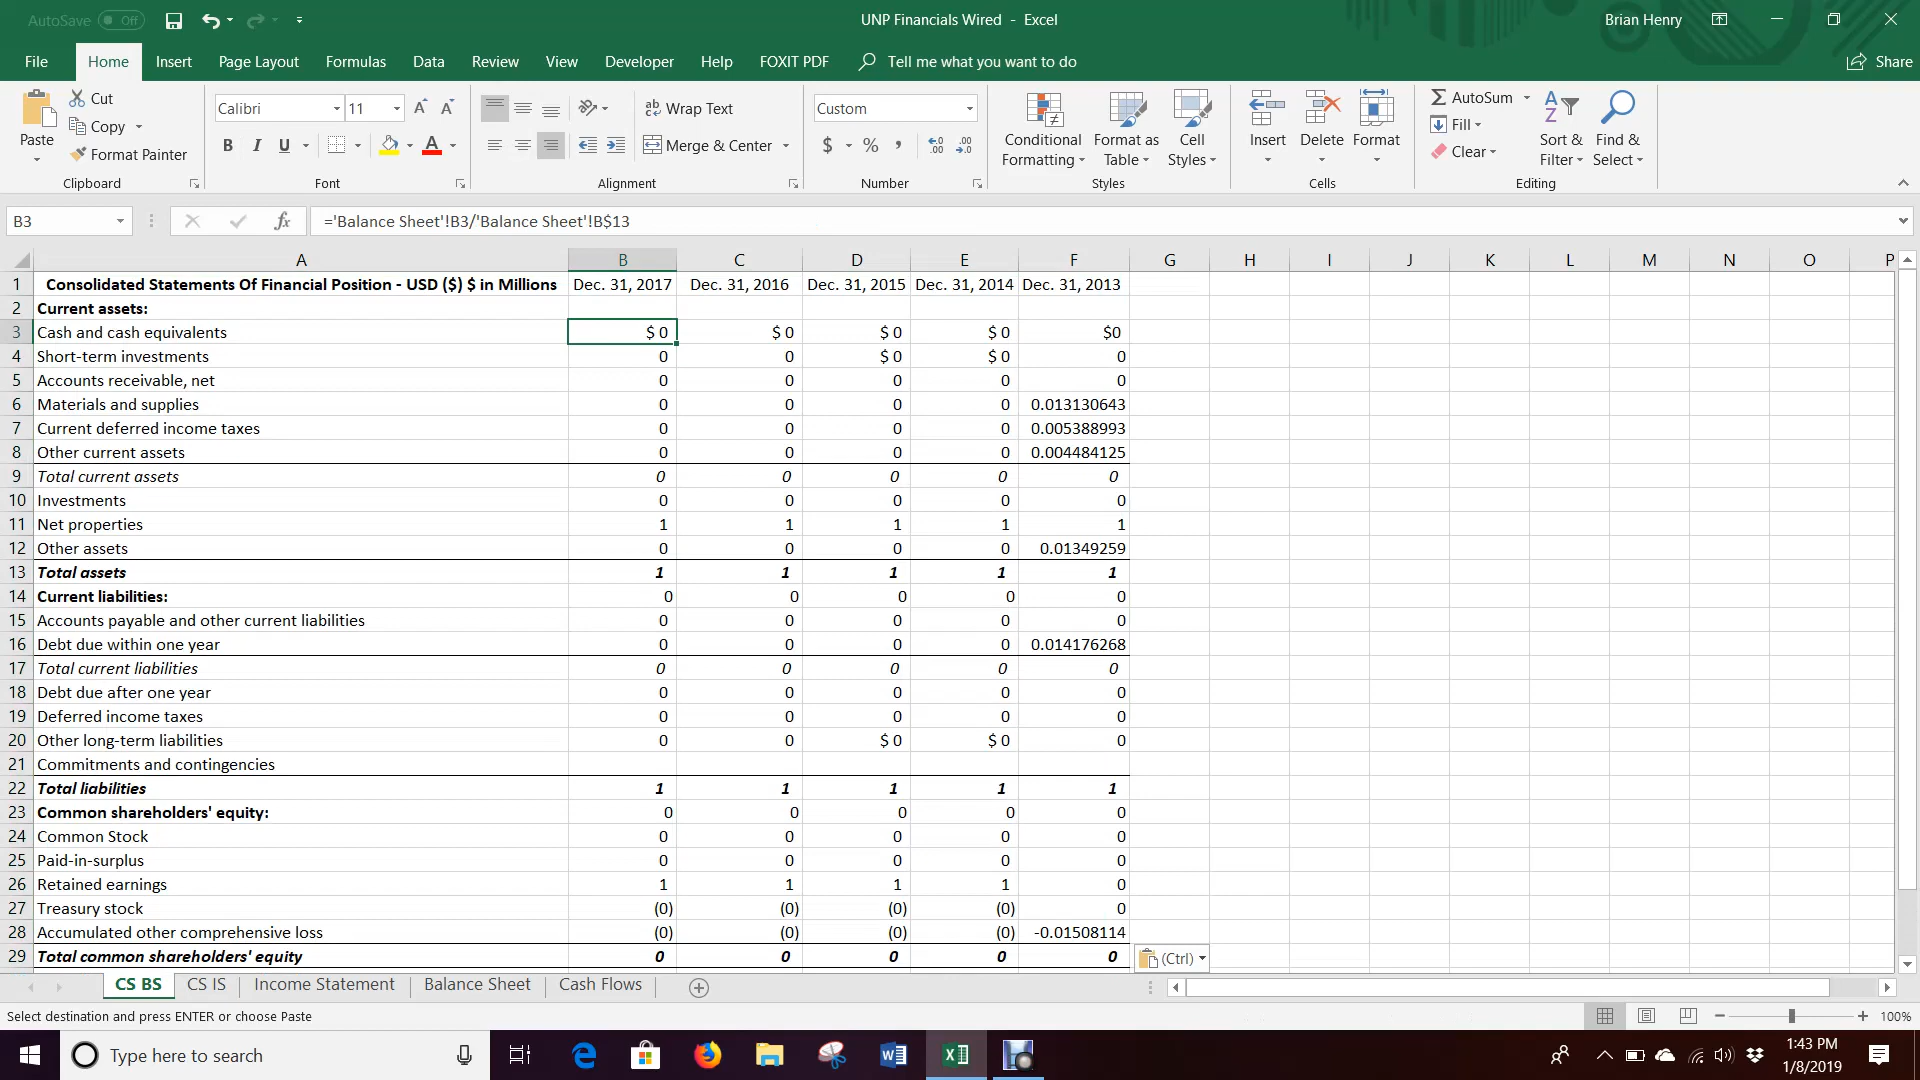 AutoSave Off
UNP Financials Wired - Excel
Brian Henry
File Home Insert Page Layout Formulas Data Review View Developer Help FOXIT PDF Tell me what you want to do Share
Paste
Cut
Copy
Format Painter
Clipboard
Calibri 11
B I U
Font
Wrap Text
Merge & Center
Alignment
Custom
$ % ,
Number
Conditional Formatting
Format as Table
Cell Styles
Styles
Insert Delete Format
Cells
AutoSum
Fill
Clear
Sort & Filter
Find & Select
Editing
B3 fx ='Balance Sheet'!B3/'Balance Sheet'!B$13
A B C D E F G H I J K L M N O P
1 Consolidated Statements Of Financial Position - USD ($) $ in Millions Dec. 31, 2017 Dec. 31, 2016 Dec. 31, 2015 Dec. 31, 2014 Dec. 31, 2013
2 Current assets:
3 Cash and cash equivalents $ 0 $ 0 $ 0 $ 0 $0
4 Short-term investments 0 0 $ 0 $ 0 0
5 Accounts receivable, net 0 0 0 0 0
6 Materials and supplies 0 0 0 0 0.013130643
7 Current deferred income taxes 0 0 0 0 0.005388993
8 Other current assets 0 0 0 0 0.004484125
9 Total current assets 0 0 0 0 0
10 Investments 0 0 0 0 0
11 Net properties 1 1 1 1 1
12 Other assets 0 0 0 0 0.01349259
13 Total assets 1 1 1 1 1
14 Current liabilities: 0 0 0 0 0
15 Accounts payable and other current liabilities 0 0 0 0 0
16 Debt due within one year 0 0 0 0 0.014176268
17 Total current liabilities 0 0 0 0 0
18 Debt due after one year 0 0 0 0 0
19 Deferred income taxes 0 0 0 0 0
20 Other long-term liabilities 0 0 $ 0 $ 0 0
21 Commitments and contingencies
22 Total liabilities 1 1 1 1 1
23 Common shareholders' equity: 0 0 0 0 0
24 Common Stock 0 0 0 0 0
25 Paid-in-surplus 0 0 0 0 0
26 Retained earnings 1 1 1 1 0
27 Treasury stock (0) (0) (0) (0) 0
28 Accumulated other comprehensive loss (0) (0) (0) (0) -0.01508114
29 Total common shareholders' equity 0 0 0 0 0 (Ctrl)
CS BS CS IS Income Statement Balance Sheet Cash Flows
Select destination and press ENTER or choose Paste 100%
Type here to search
1:43 PM
1/8/2019